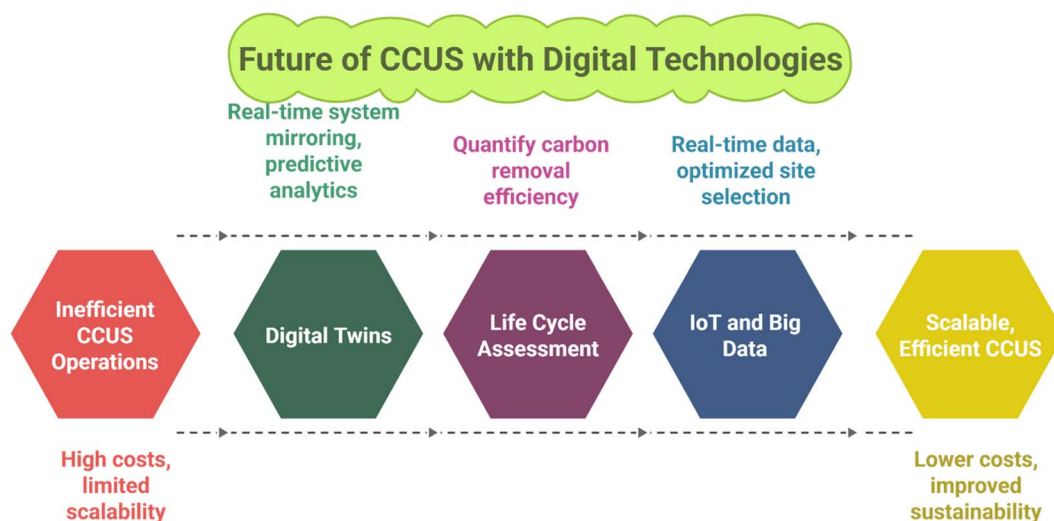 Future of CCUS with Digital Technologies
Real-time system
mirroring,
predictive
analytics
Quantify carbon
removal
efficiency
Real-time data,
optimized site
selection
Inefficient
CCUS
Operations
Digital Twins
Life Cycle
Assessment
IoT and Big
Data
Scalable,
Efficient CCUS
High costs,
limited
scalability
Lower costs,
improved
sustainability